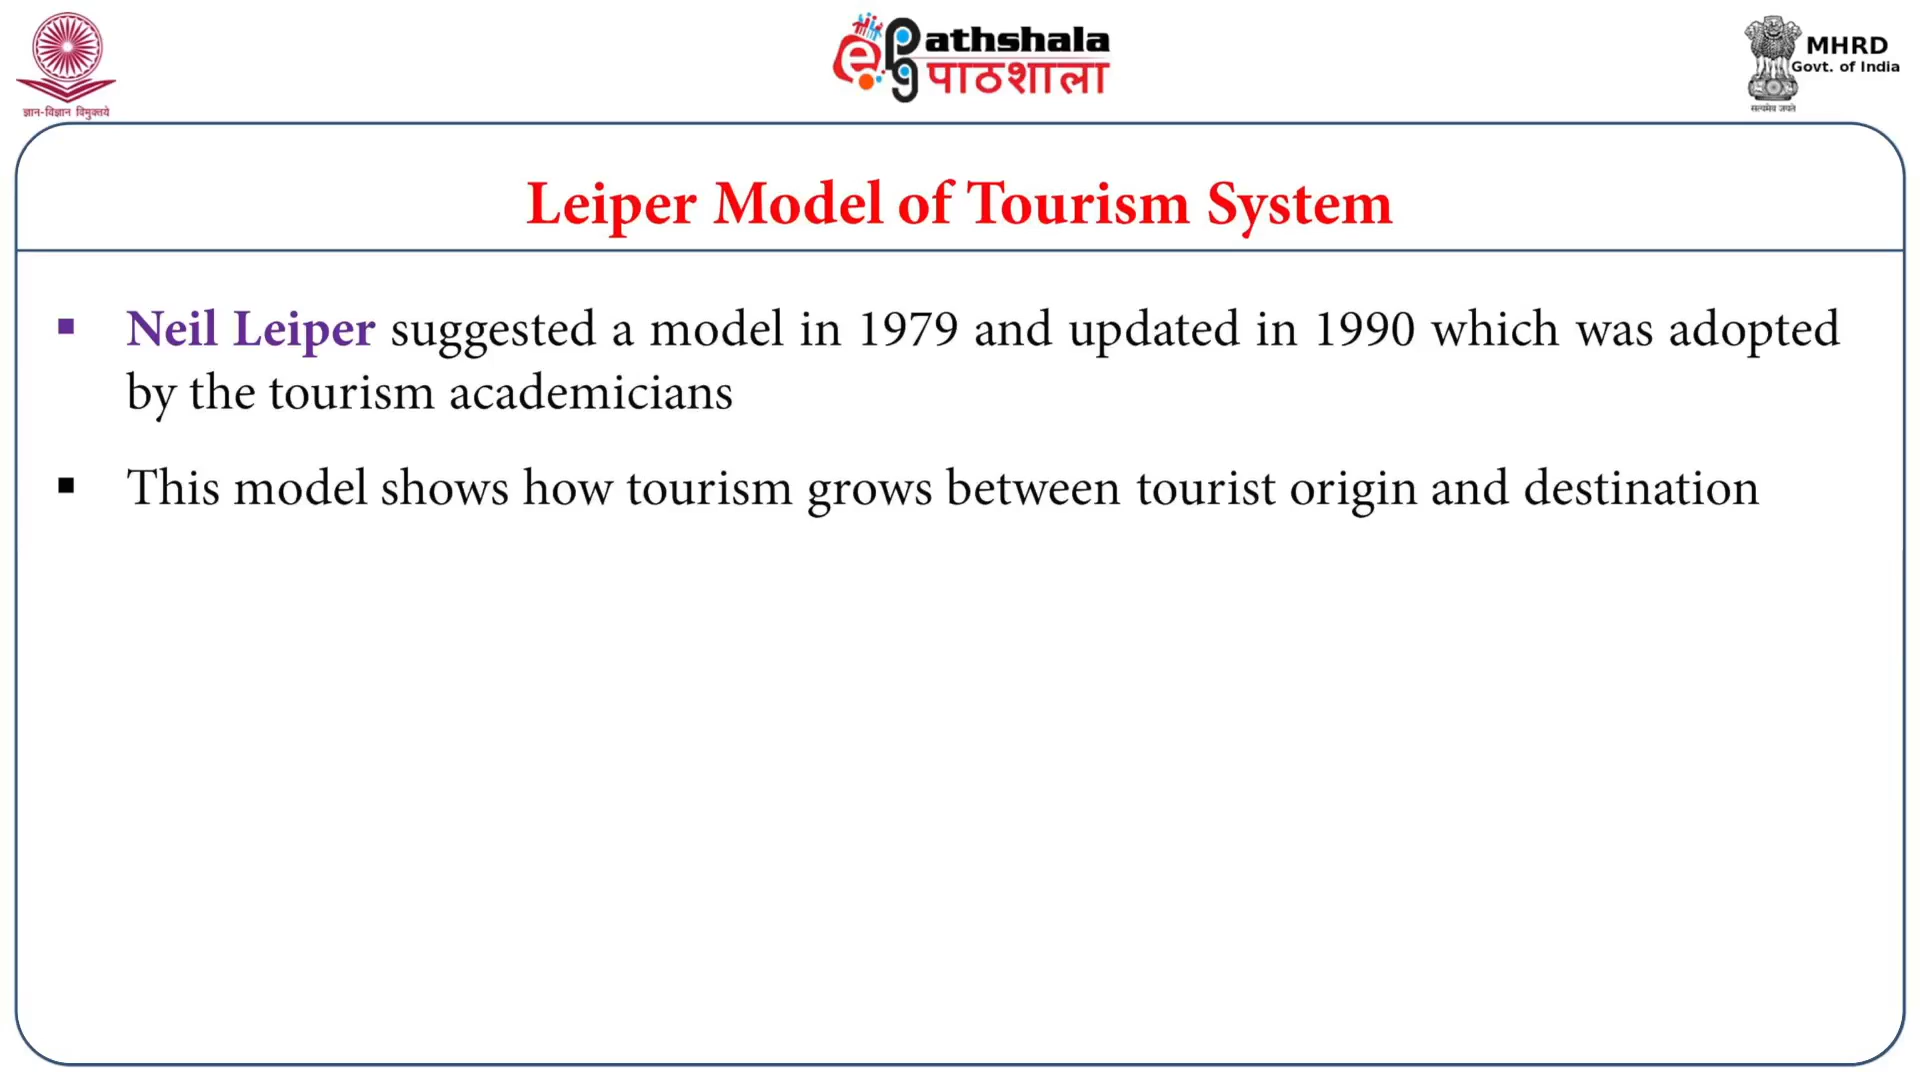 ज्ञान-विज्ञान विमुक्तये
e pg Pathshala
पाठशाला
MHRD
Govt. of India
सत्यमेव जयते
Leiper Model of Tourism System
▪ Neil Leiper suggested a model in 1979 and updated in 1990 which was adopted
by the tourism academicians
▪ This model shows how tourism grows between tourist origin and destination